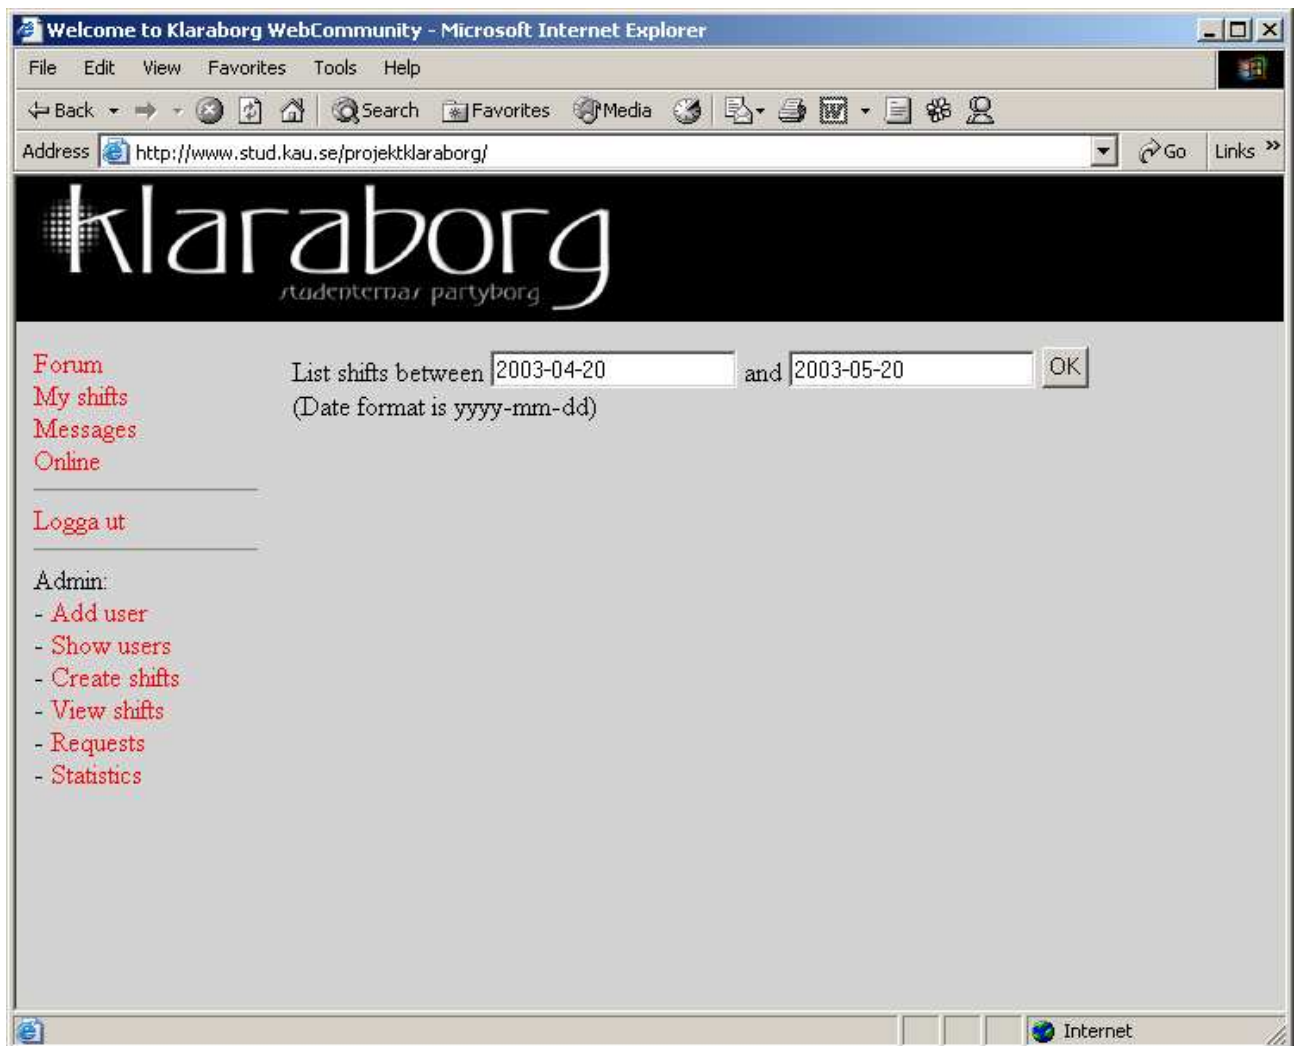 Welcome to Klaraborg WebCommunity - Microsoft Internet Explorer
File Edit View Favorites Tools Help
Back Search Favorites Media
Address http://www.stud.kau.se/projektklaraborg/ Go Links »
klaraborg
studenternas partyborg
Forum
My shifts
Messages
Online
Logga ut
Admin:
- Add user
- Show users
- Create shifts
- View shifts
- Requests
- Statistics
List shifts between 2003-04-20 and 2003-05-20 OK
(Date format is yyyy-mm-dd)
Internet